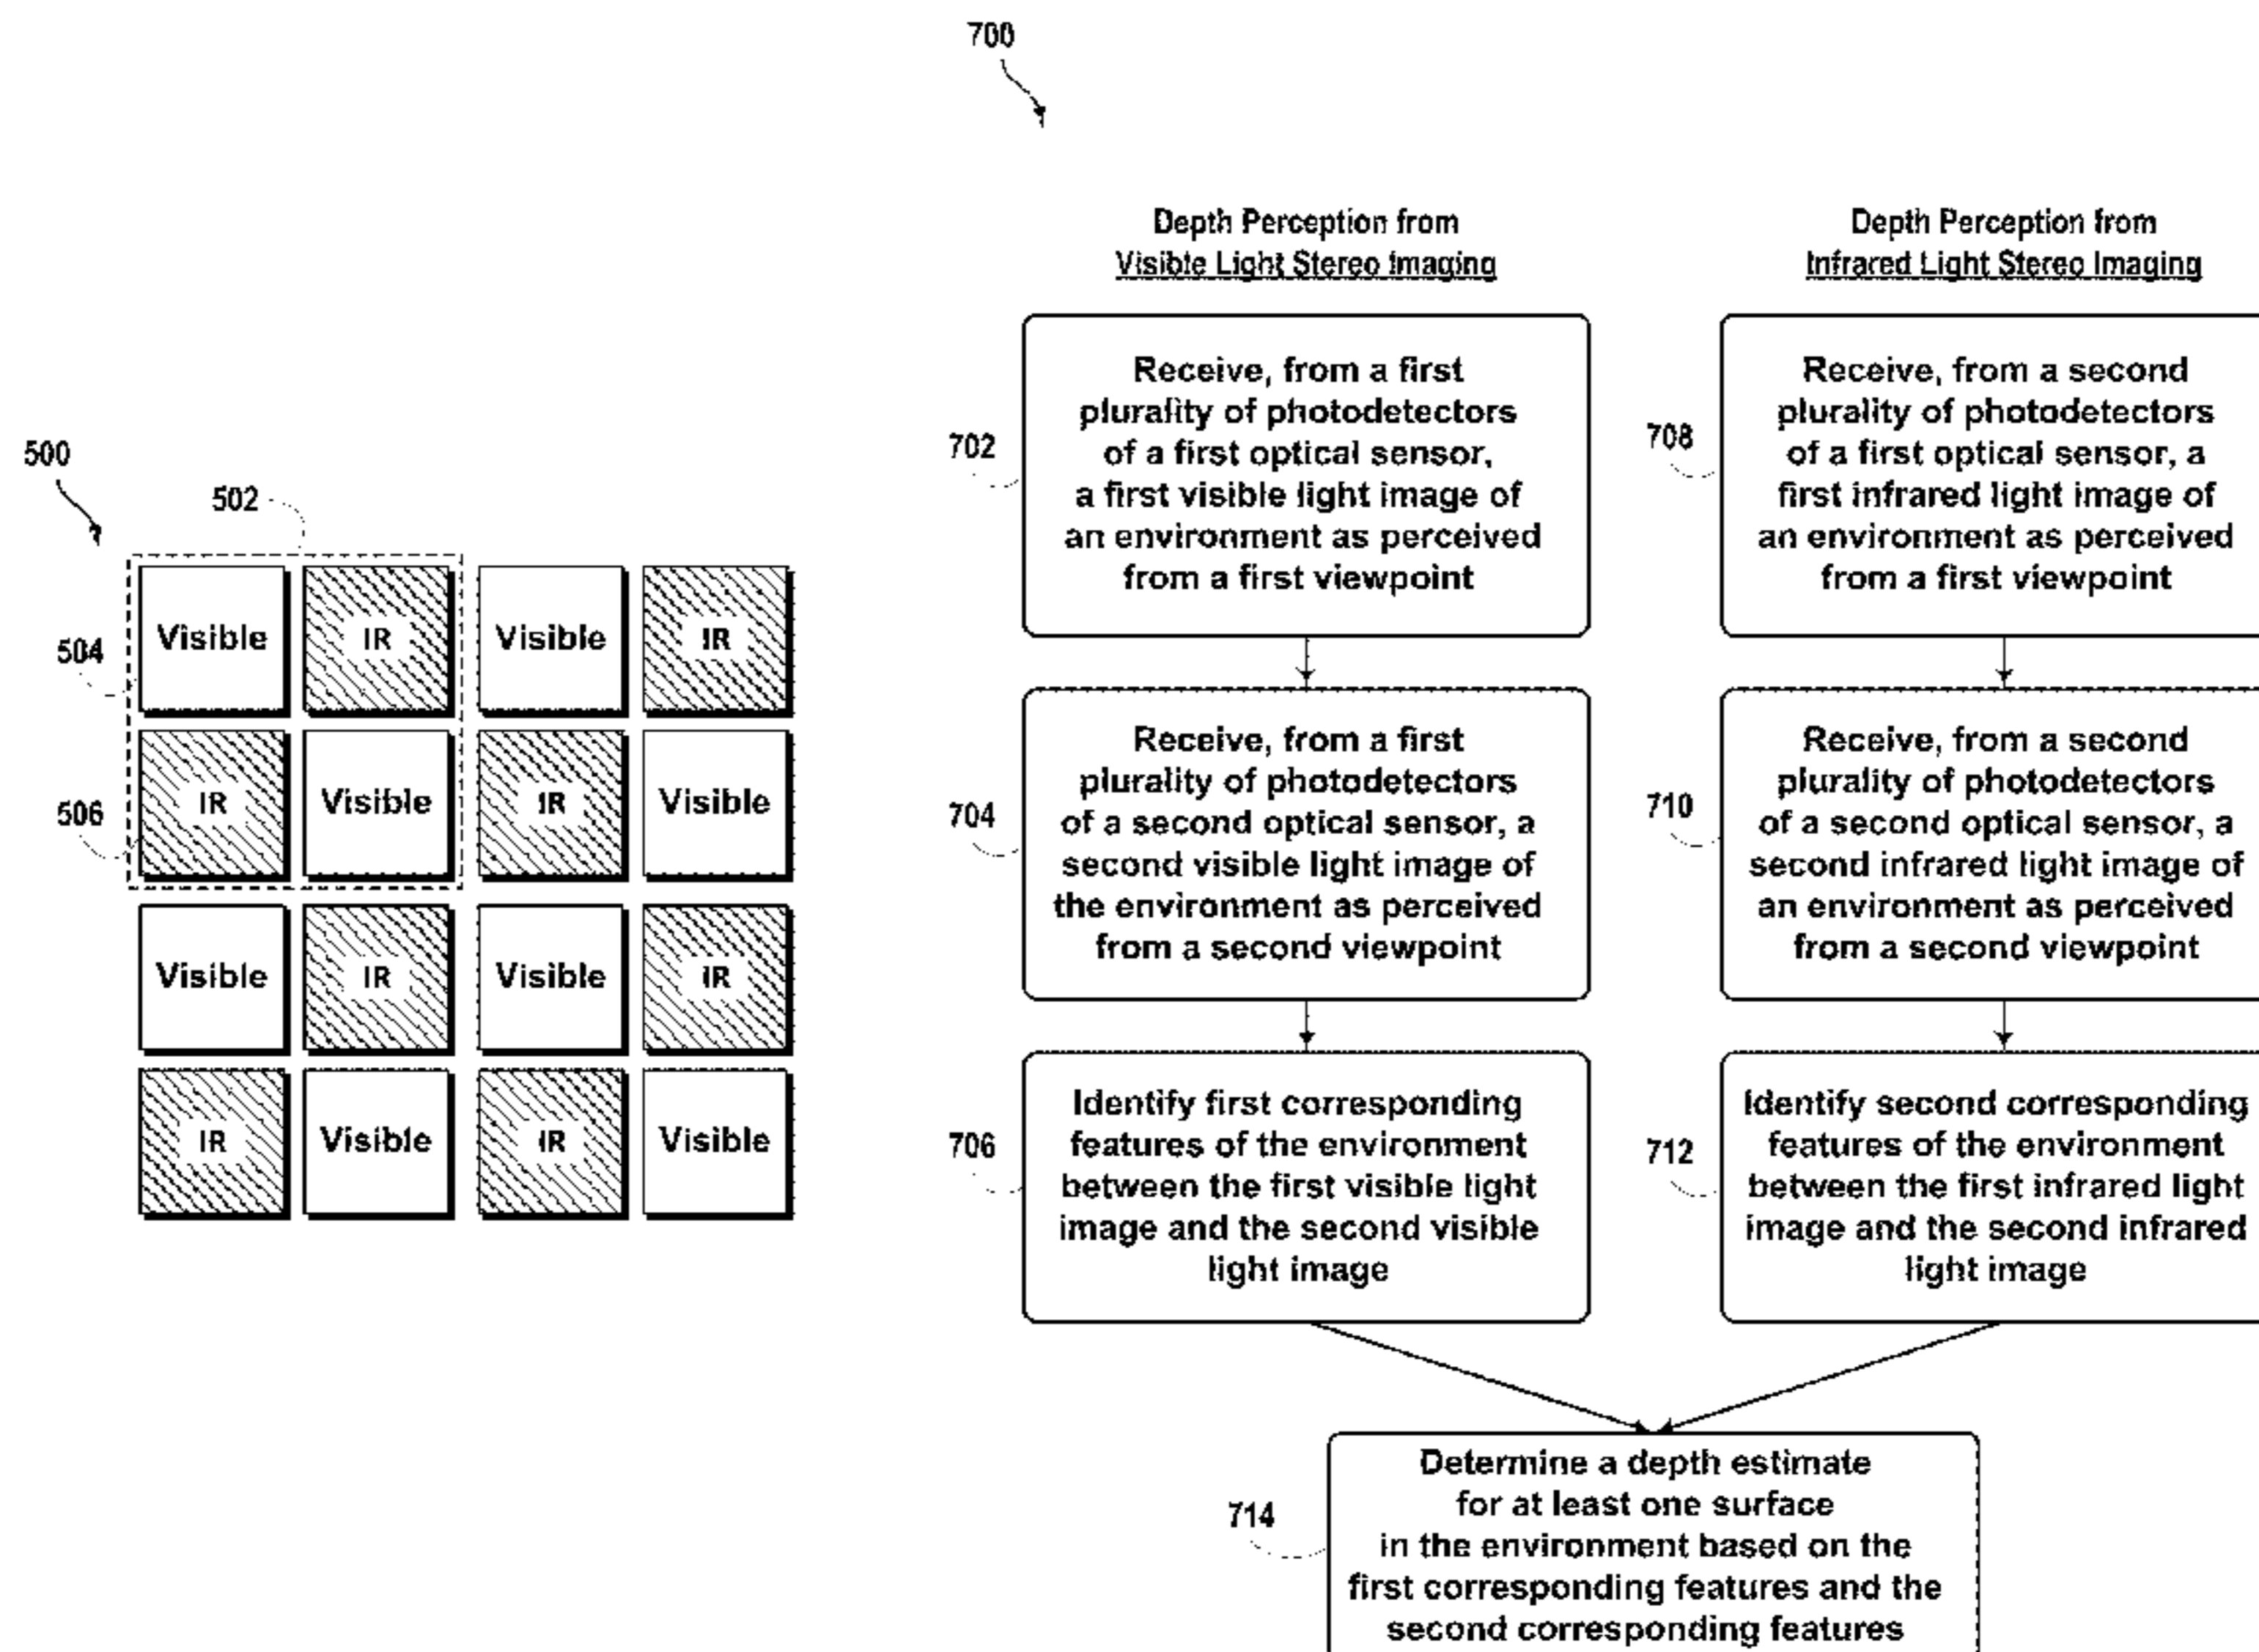 500
502
504
506
Visible IR Visible IR
IR Visible IR Visible
Visible IR Visible IR
IR Visible IR Visible
700
Depth Perception from
Visible Light Stereo Imaging
702
Receive, from a first
plurality of photodetectors
of a first optical sensor,
a first visible light image of
an environment as perceived
from a first viewpoint
704
Receive, from a first
plurality of photodetectors
of a second optical sensor, a
second visible light image of
the environment as perceived
from a second viewpoint
706
Identify first corresponding
features of the environment
between the first visible light
image and the second visible
light image
Depth Perception from
Infrared Light Stereo Imaging
708
Receive, from a second
plurality of photodetectors
of a first optical sensor, a
first infrared light image of
an environment as perceived
from a first viewpoint
710
Receive, from a second
plurality of photodetectors
of a second optical sensor, a
second infrared light image of
an environment as perceived
from a second viewpoint
712
Identify second corresponding
features of the environment
between the first infrared light
image and the second infrared
light image
714
Determine a depth estimate
for at least one surface
in the environment based on the
first corresponding features and the
second corresponding features